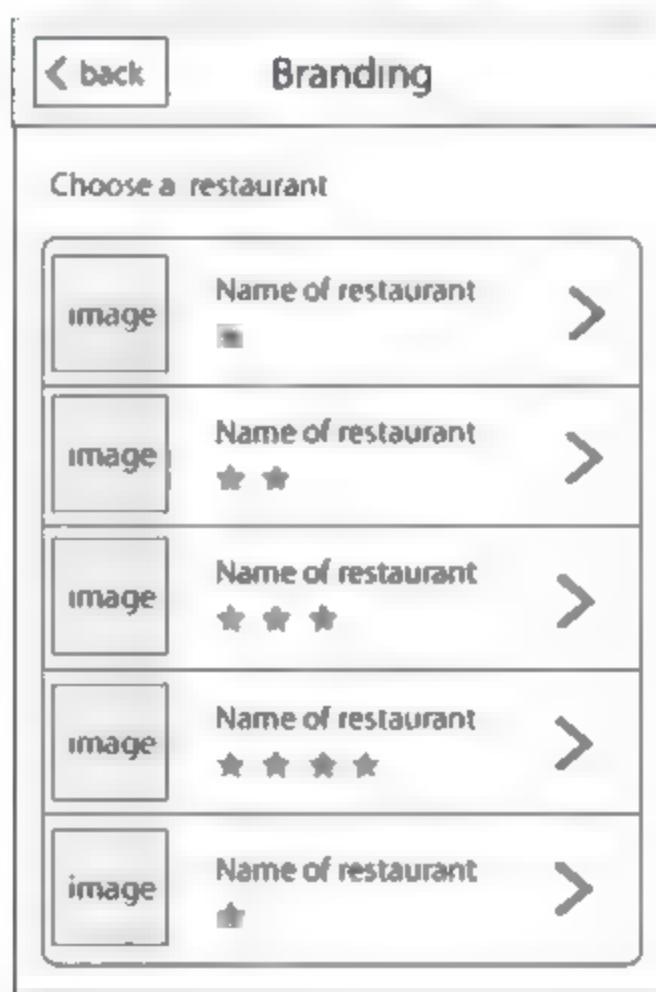 back
Branding
Choose a restaurant
image
Name of restaurant
image
Name of restaurant
image
Name of restaurant
image
Name of restaurant
image
Name of restaurant